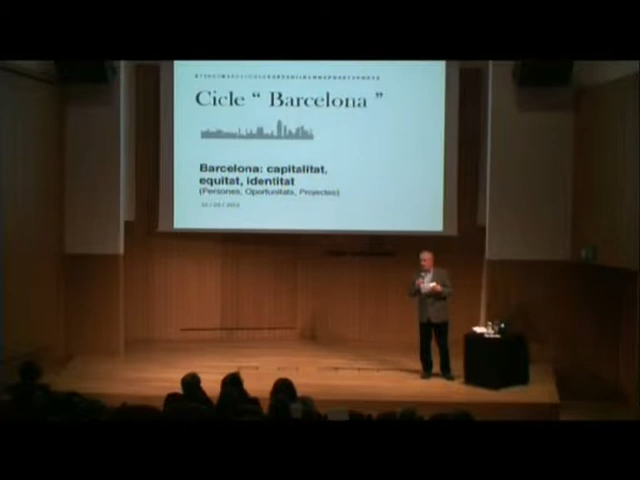 Cicle “ Barcelona ”
Barcelona: capitalitat,
equitat, identitat
(Persones, Oportunitats, Projectes)